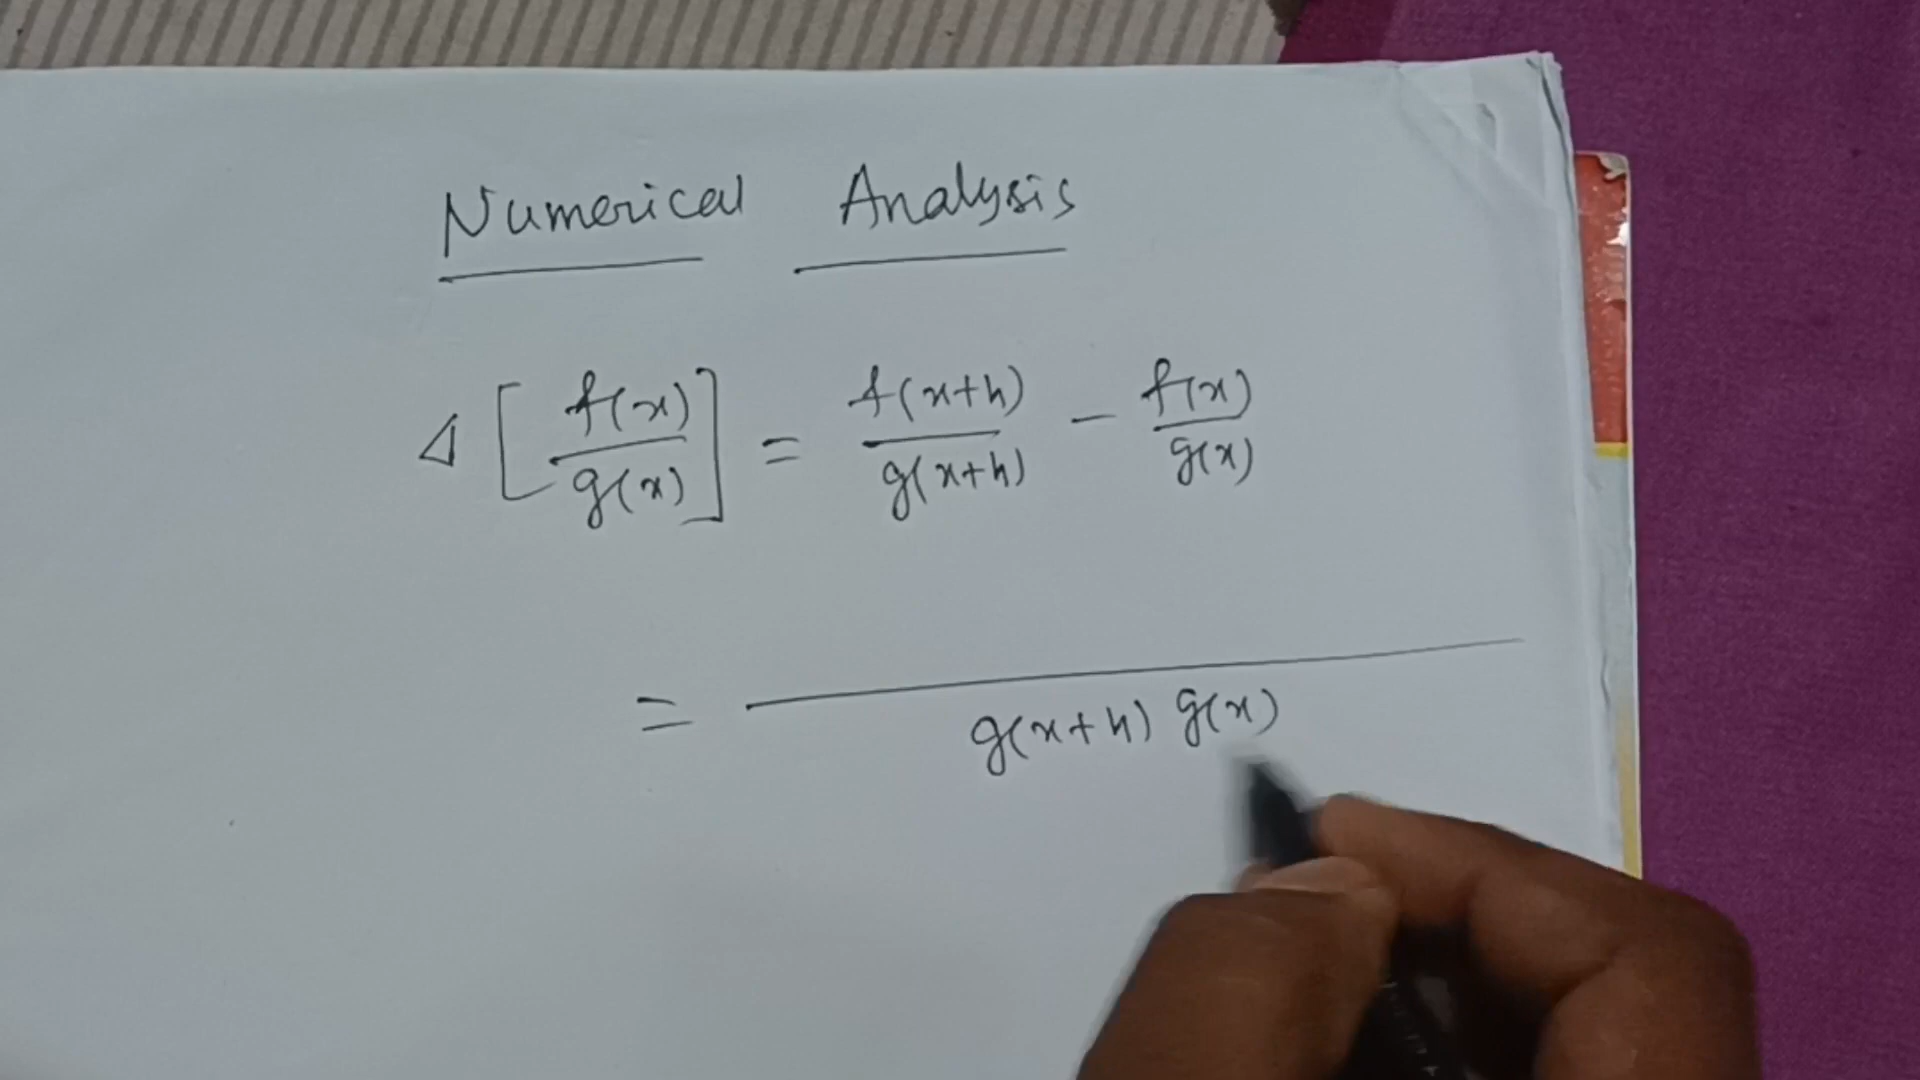 Numerical Analysis
Δ [ f(x) / g(x) ] = f(x+h) / g(x+h) - f(x) / g(x)
= / g(x+h) g(x)